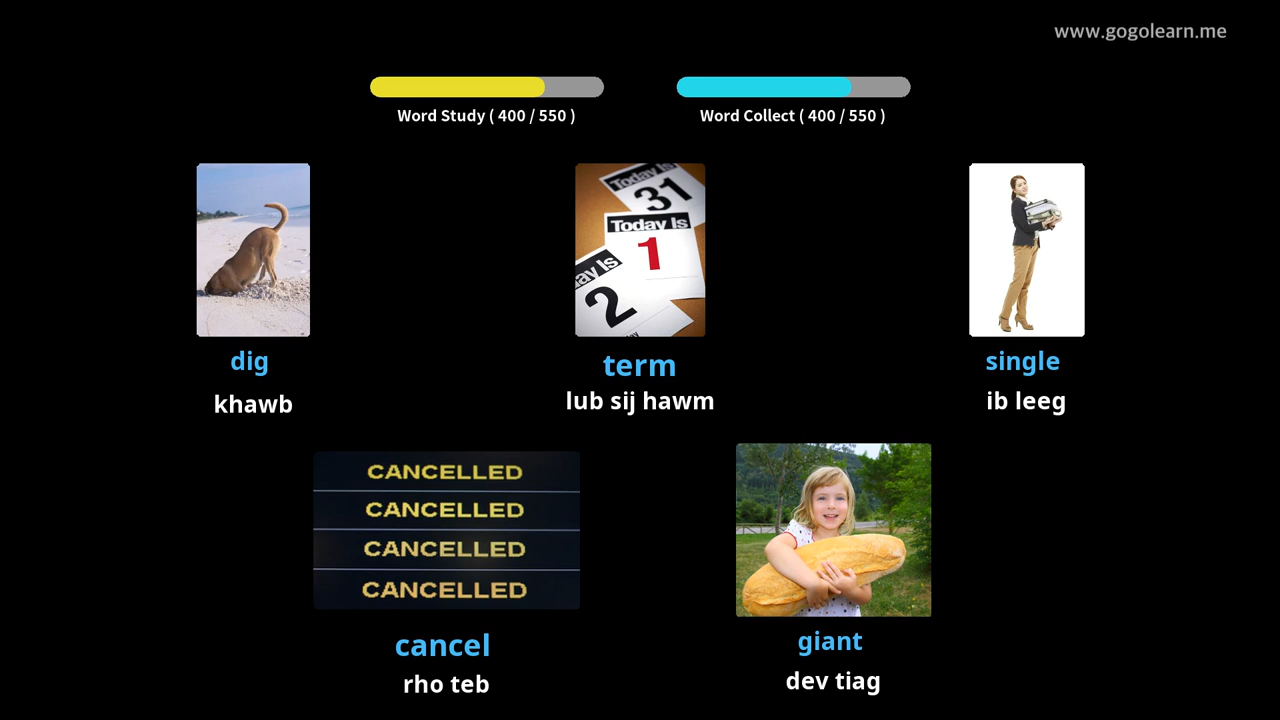 www.gogolearn.me
Word Study ( 400 / 550 )
Word Collect ( 400 / 550 )
Today Is
31
Today Is
1
ay Is
2
dig
term
single
khawb
lub sij hawm
ib leeg
CANCELLED
CANCELLED
CANCELLED
CANCELLED
cancel
giant
rho teb
dev tiag